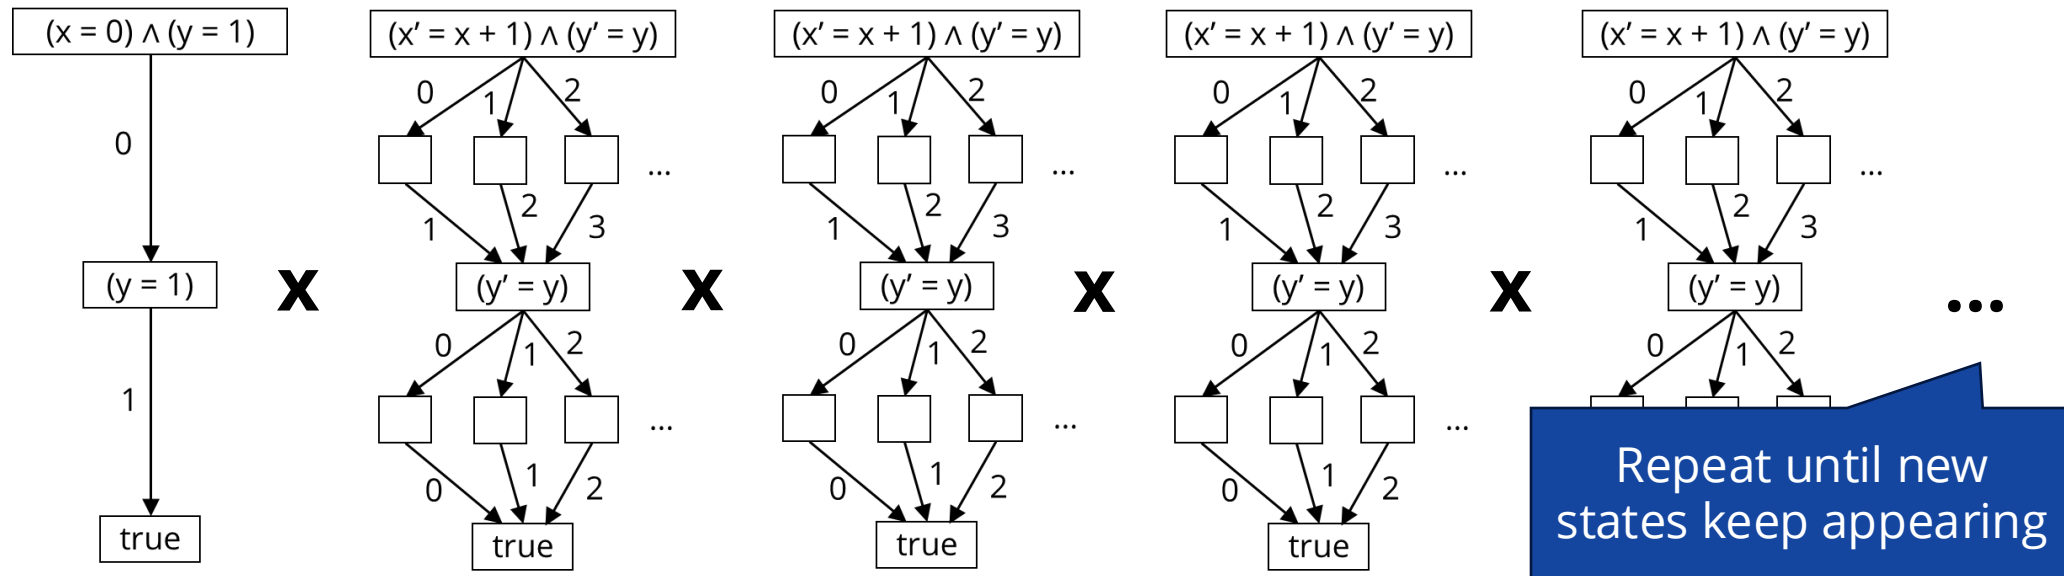 (x = 0) ∧ (y = 1)
0
(y = 1)
1
true
x
(x’ = x + 1) ∧ (y’ = y)
0 1 2
...
1 2 3
(y’ = y)
0 1 2
...
0 1 2
true
x
(x’ = x + 1) ∧ (y’ = y)
0 1 2
...
1 2 3
(y’ = y)
0 1 2
...
0 1 2
true
x
(x’ = x + 1) ∧ (y’ = y)
0 1 2
...
1 2 3
(y’ = y)
0 1 2
...
0 1 2
true
x
(x’ = x + 1) ∧ (y’ = y)
0 1 2
...
1 2 3
(y’ = y)
0 1 2
...
Repeat until new
states keep appearing